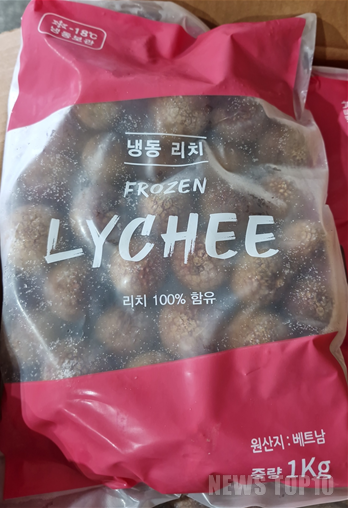 -18℃
냉동보관
냉동 리치
FROZEN
LYCHEE
리치 100% 함유
원산지 : 베트남
중량 1Kg
NEWS TOP10